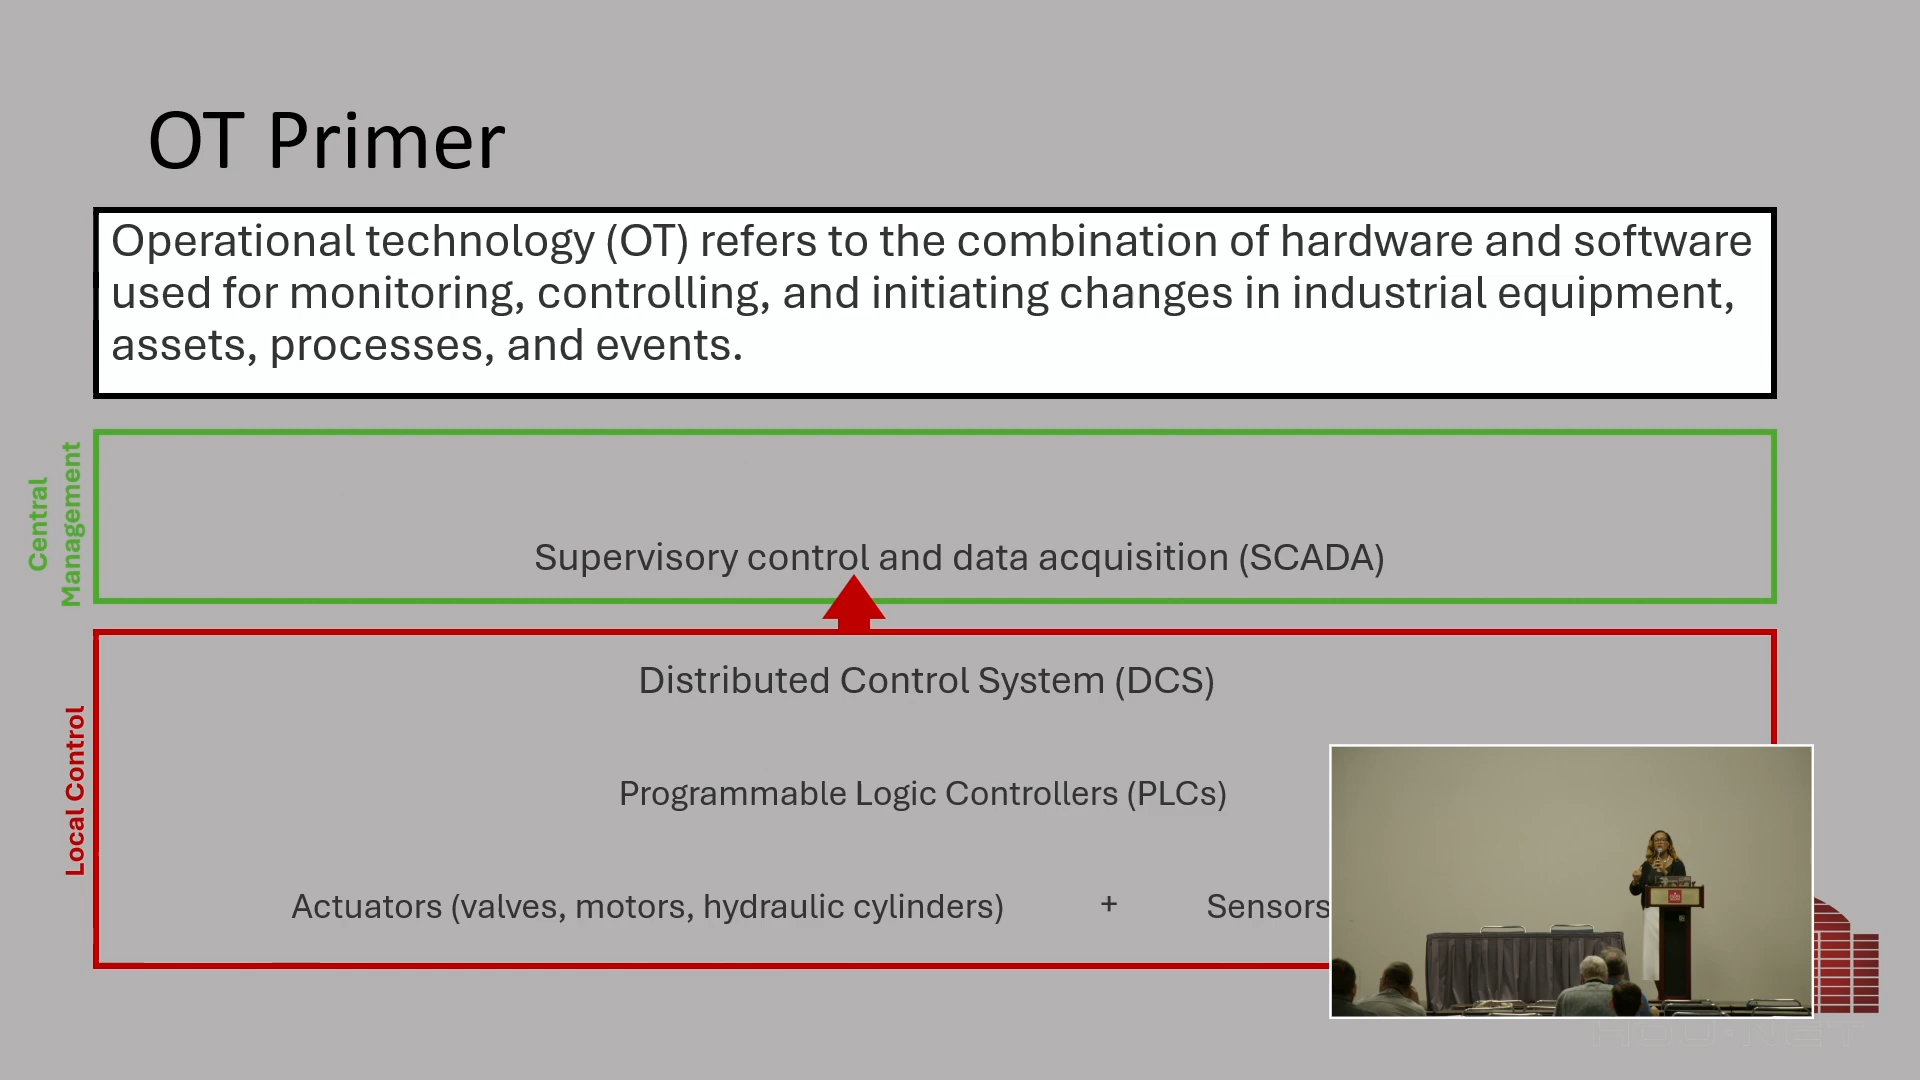 OT Primer
Operational technology (OT) refers to the combination of hardware and software
used for monitoring, controlling, and initiating changes in industrial equipment,
assets, processes, and events.
Central
Management
Supervisory control and data acquisition (SCADA)
Local Control
Distributed Control System (DCS)
Programmable Logic Controllers (PLCs)
Actuators (valves, motors, hydraulic cylinders) + Sensors